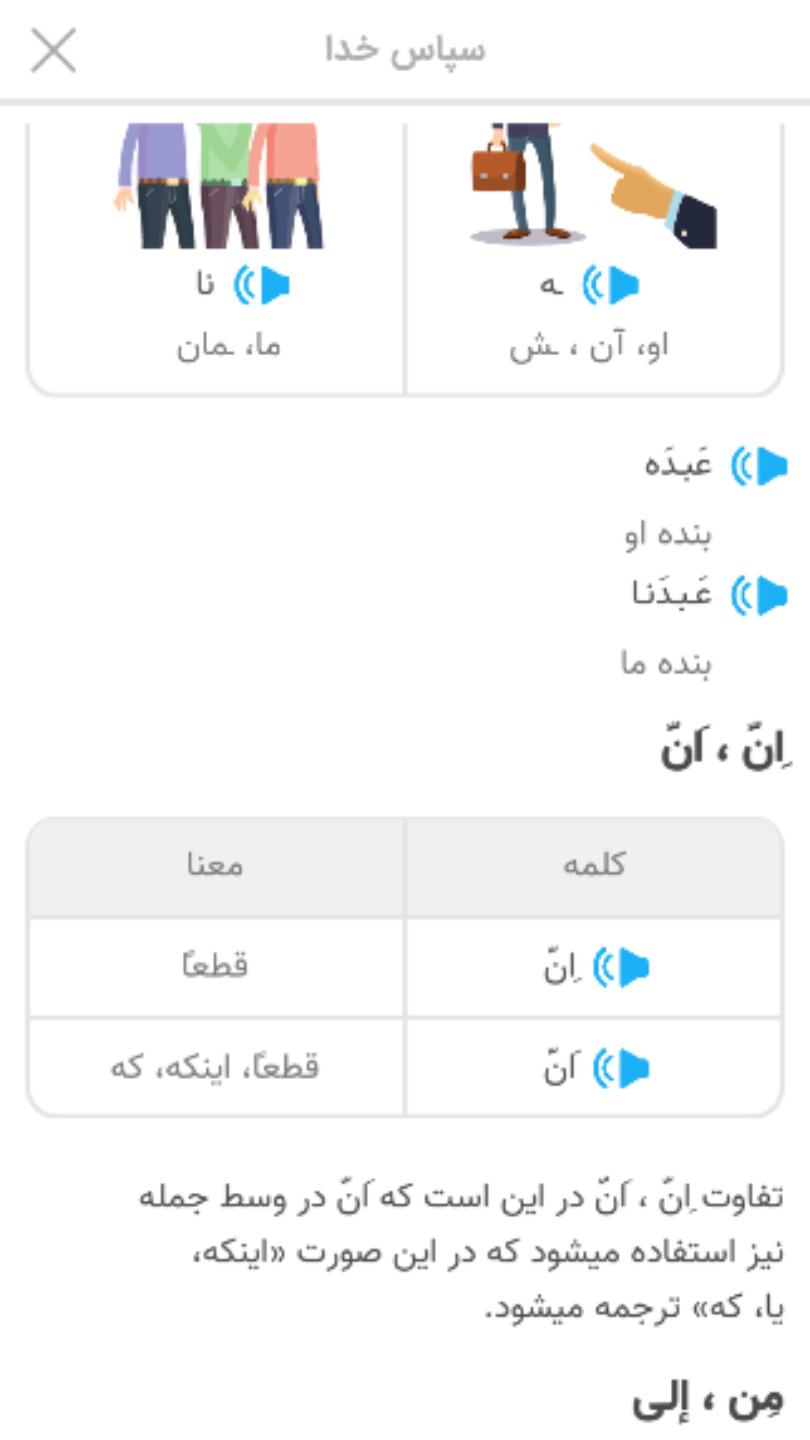 سپاس خدا
ـه
نا
او، آن ، ـش
ما، ـمان
عَبدَه
بنده او
عَبدَنا
بنده ما
اِنّ ، اَنّ
کلمه
معنا
اِنّ
قطعاً
اَنّ
قطعاً، اینکه، که
تفاوت اِنّ ، اَنّ در این است که اَنّ در وسط جمله
نیز استفاده میشود که در این صورت «اینکه،
یا، که» ترجمه میشود.
مِن ، إلی